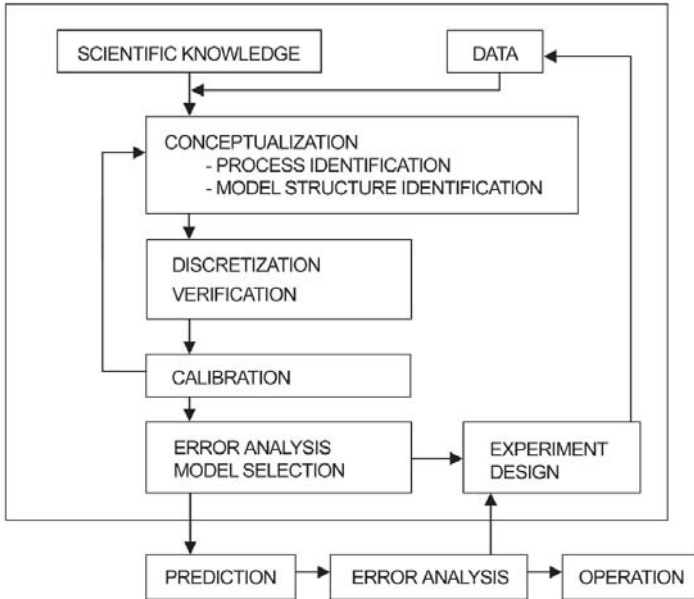 SCIENTIFIC KNOWLEDGE
DATA
CONCEPTUALIZATION
- PROCESS IDENTIFICATION
- MODEL STRUCTURE IDENTIFICATION
DISCRETIZATION
VERIFICATION
CALIBRATION
ERROR ANALYSIS
MODEL SELECTION
EXPERIMENT
DESIGN
PREDICTION
ERROR ANALYSIS
OPERATION